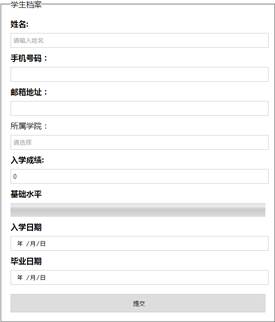 学生档案
姓名:
请输入姓名
手机号码：
邮箱地址：
所属学院：
请选择
入学成绩:
0
基础水平
入学日期
年 /月/日
毕业日期
年 /月/日
提交